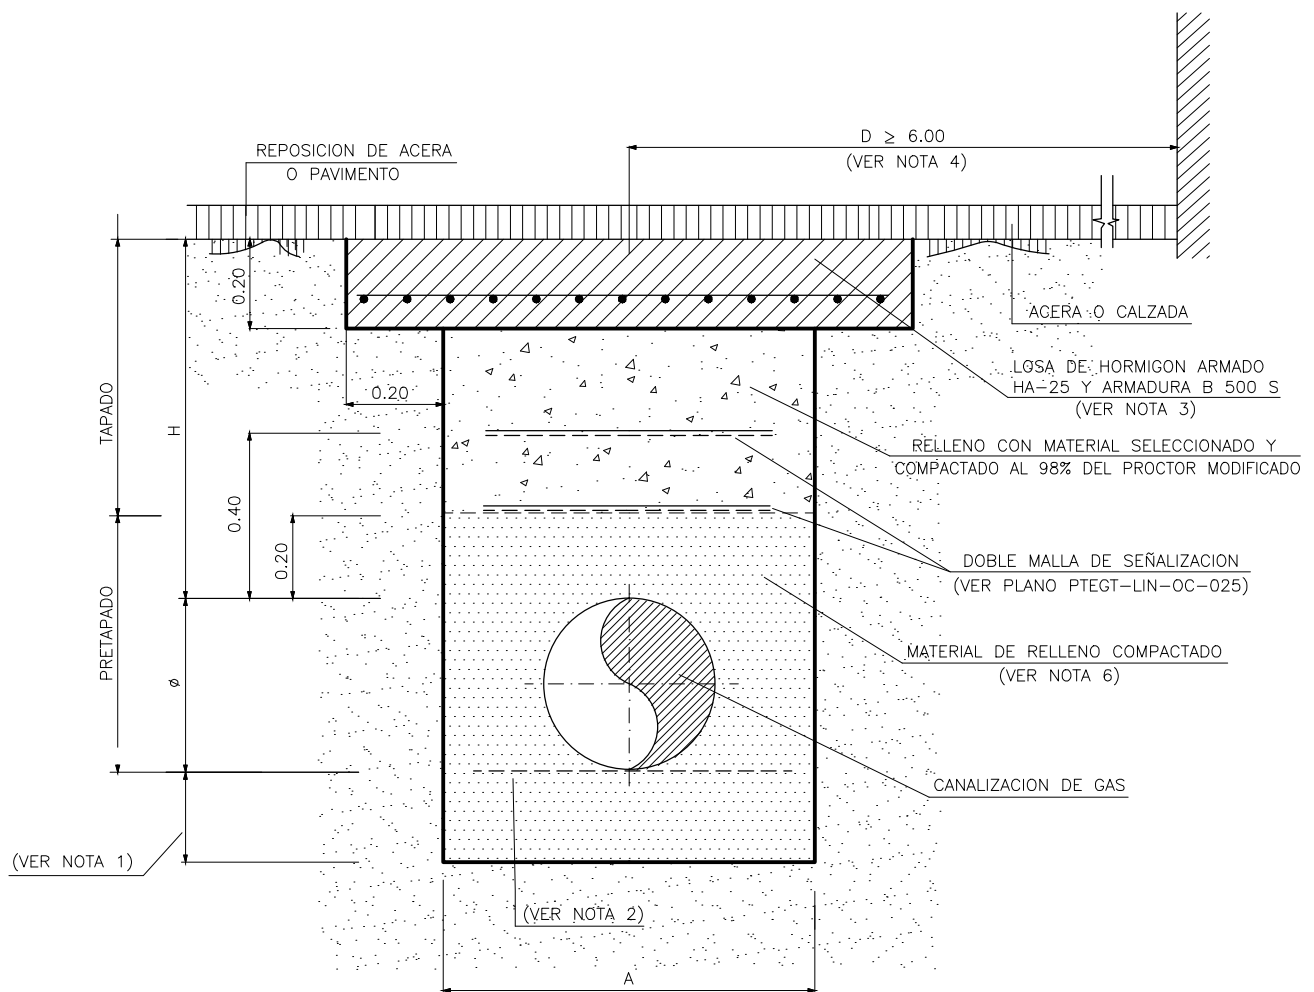 D ≥ 6.00
(VER NOTA 4)
REPOSICION DE ACERA
O PAVIMENTO
0.20
ACERA O CALZADA
LOSA DE HORMIGON ARMADO
HA-25 Y ARMADURA B 500 S
(VER NOTA 3)
0.20
TAPADO
H
RELLENO CON MATERIAL SELECCIONADO Y
COMPACTADO AL 98% DEL PROCTOR MODIFICADO
0.40
0.20
DOBLE MALLA DE SEÑALIZACION
(VER PLANO PTEGT-LIN-OC-025)
PRETAPADO
MATERIAL DE RELLENO COMPACTADO
(VER NOTA 6)
ø
CANALIZACION DE GAS
(VER NOTA 1)
(VER NOTA 2)
A